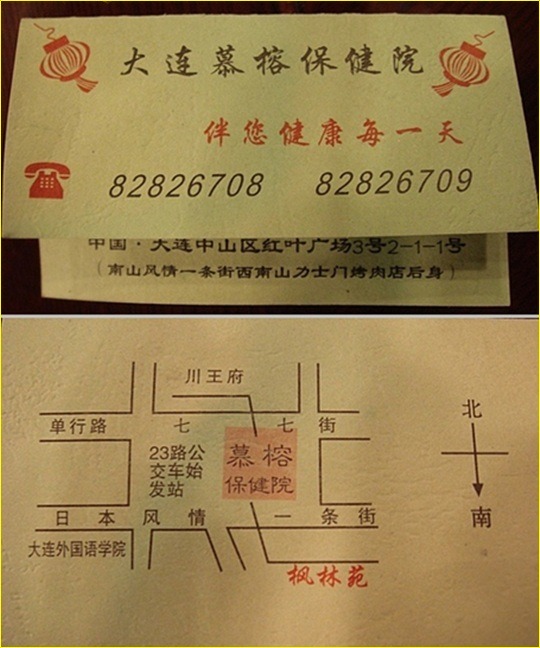 大连慕榕保健院
伴您健康每一天
82826708 82826709
中国·大连中山区红叶广场3号2-1-1号
(南山风情一条街西南山力士门烤肉店后身)
川王府
单行路 七 七 街
23路公
交车始
发站
慕榕
保健院
北
南
日本风情一条街
大连外国语学院
枫林苑